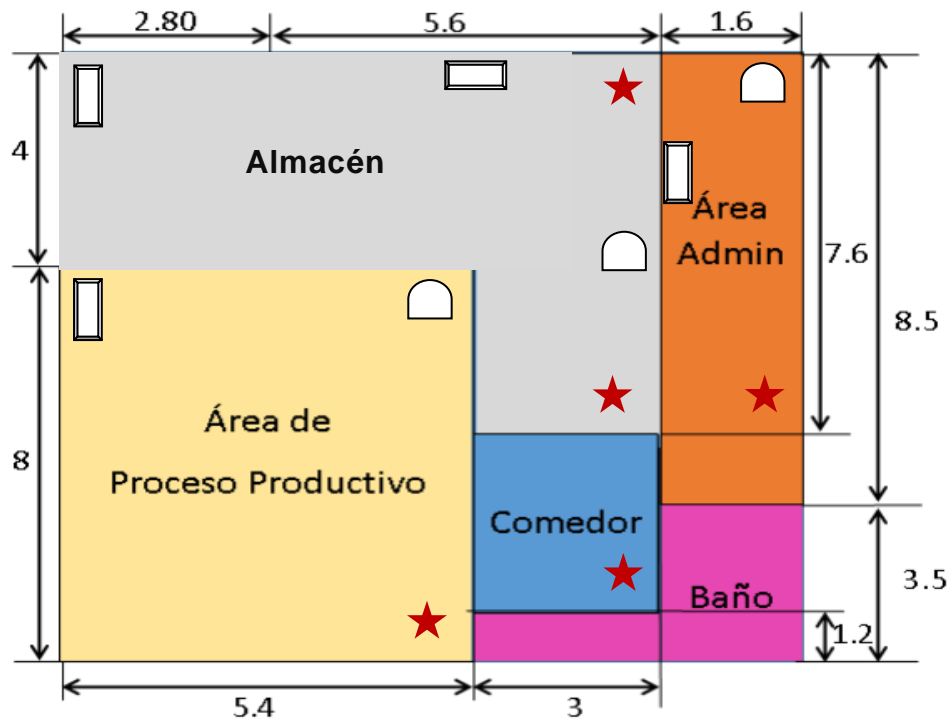 2.80
5.6
1.6
4
Almacén
Área
Admin
7.6
8.5
Área de
Proceso Productivo
8
Comedor
3.5
Baño
1.2
5.4
3